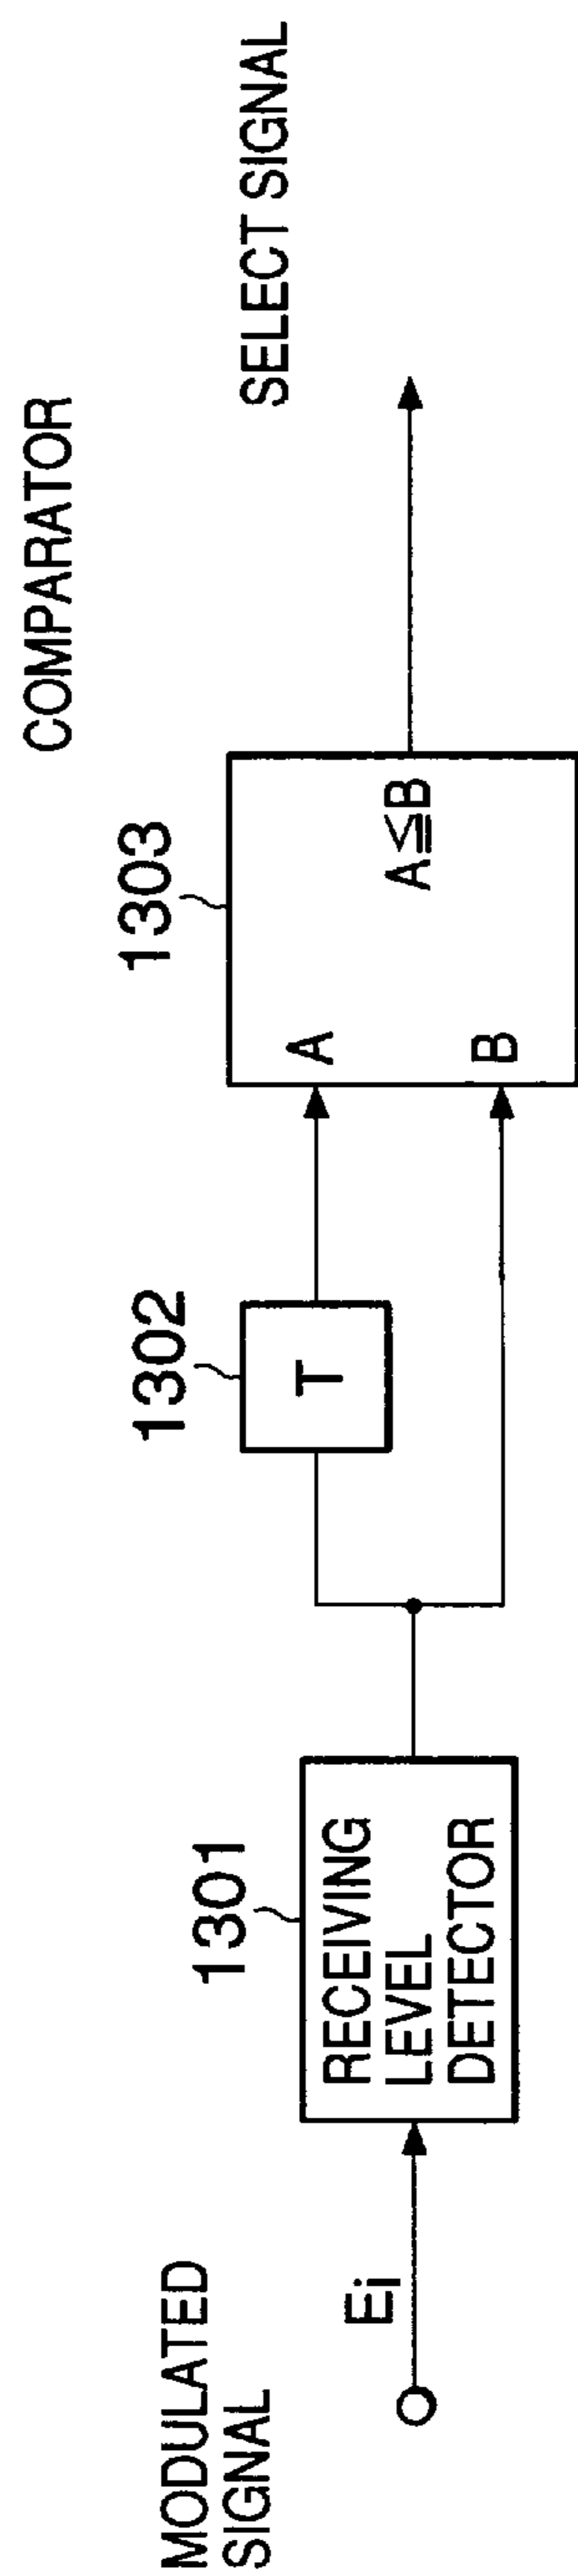 COMPARATOR
MODULATED
SIGNAL
Ei
1301
RECEIVING
LEVEL
DETECTOR
1302
T
1303
A
B
A≦B
SELECT SIGNAL